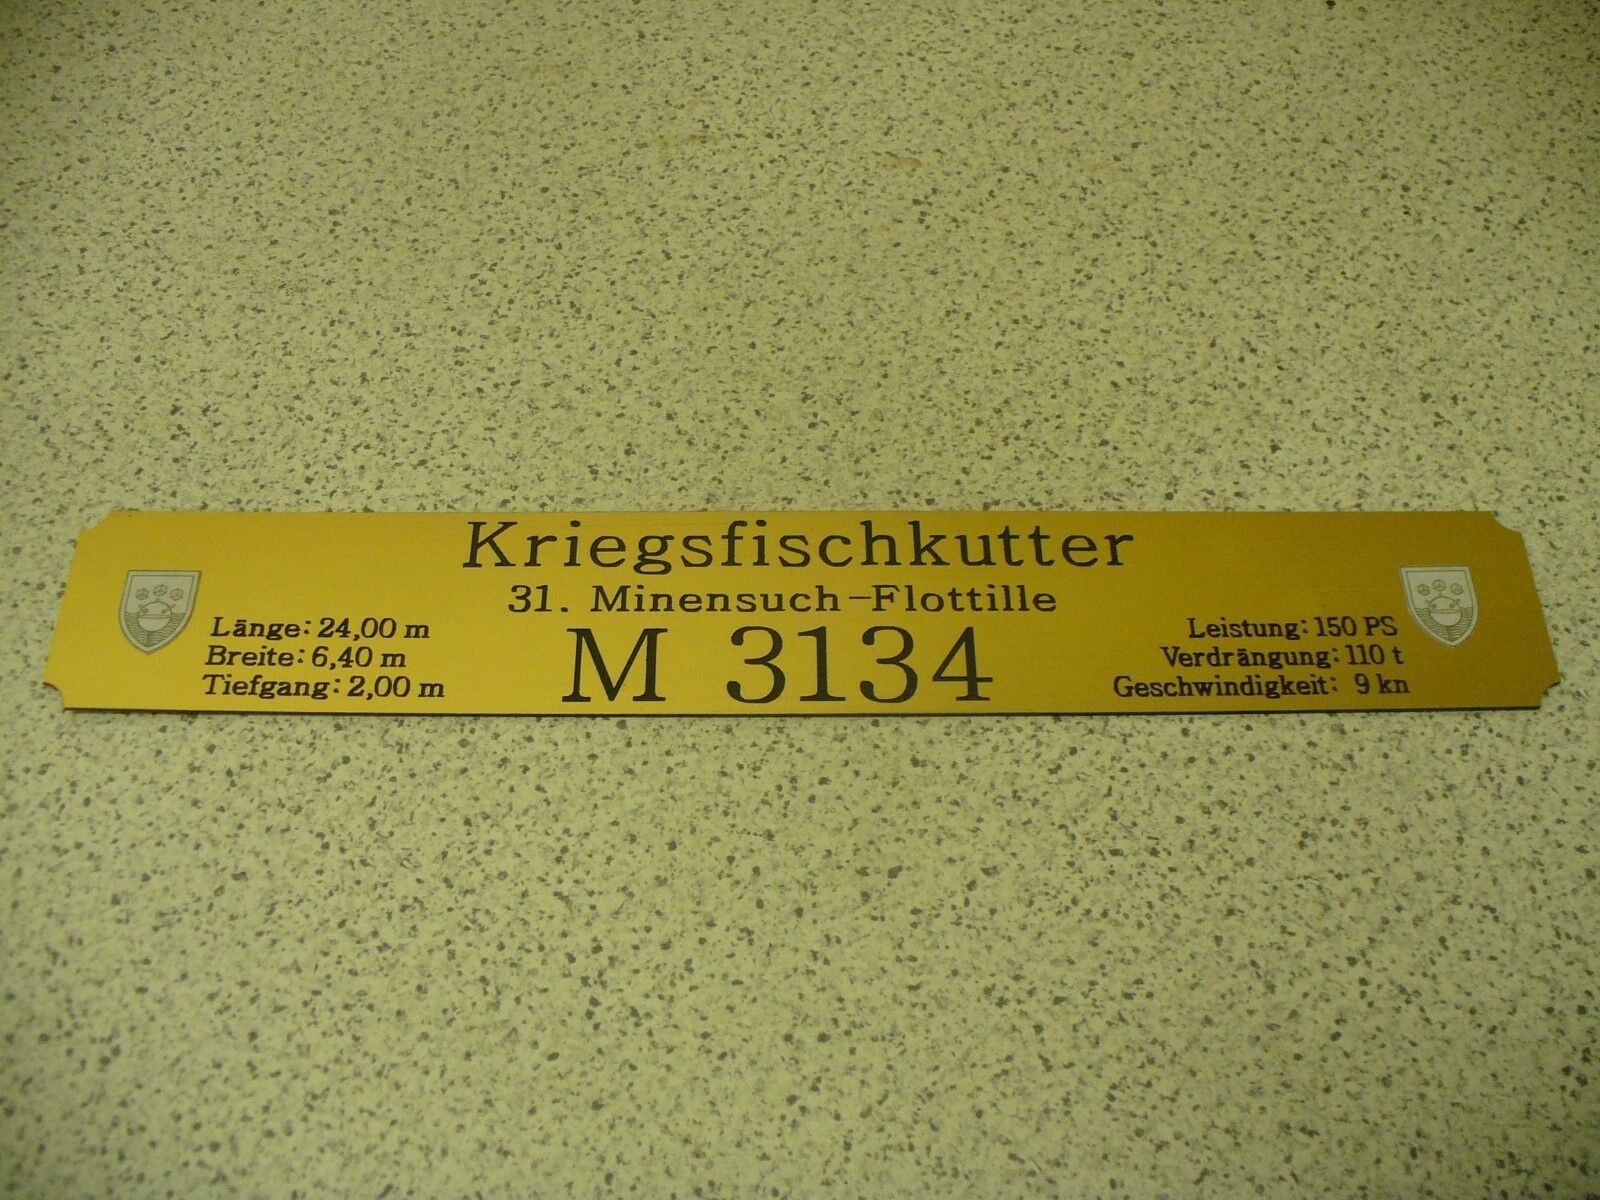 Kriegsfischkutter
31. Minensuch-Flottille
M 3134
Länge: 24,00 m
Breite: 6,40 m
Tiefgang: 2,00 m
Leistung: 150 PS
Verdrängung: 110 t
Geschwindigkeit: 9 kn